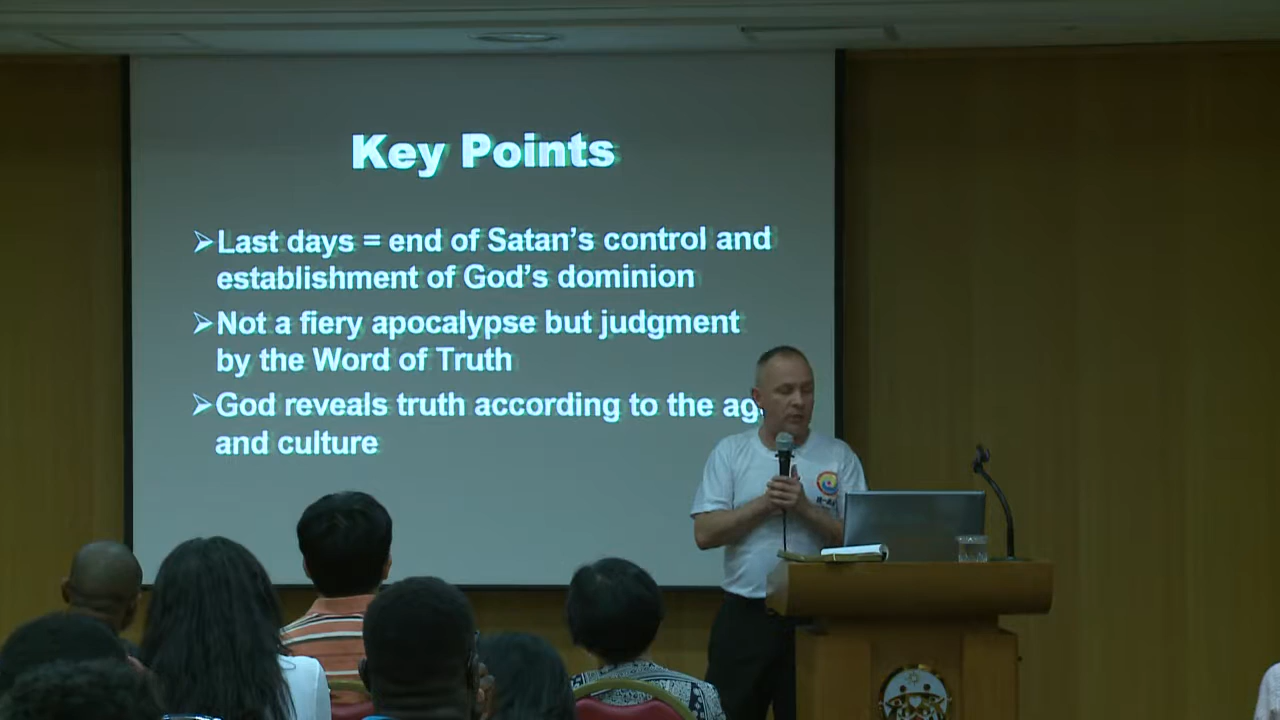 Key Points
➢Last days = end of Satan's control and
establishment of God's dominion
➢Not a fiery apocalypse but judgment
by the Word of Truth
➢God reveals truth according to the
and culture